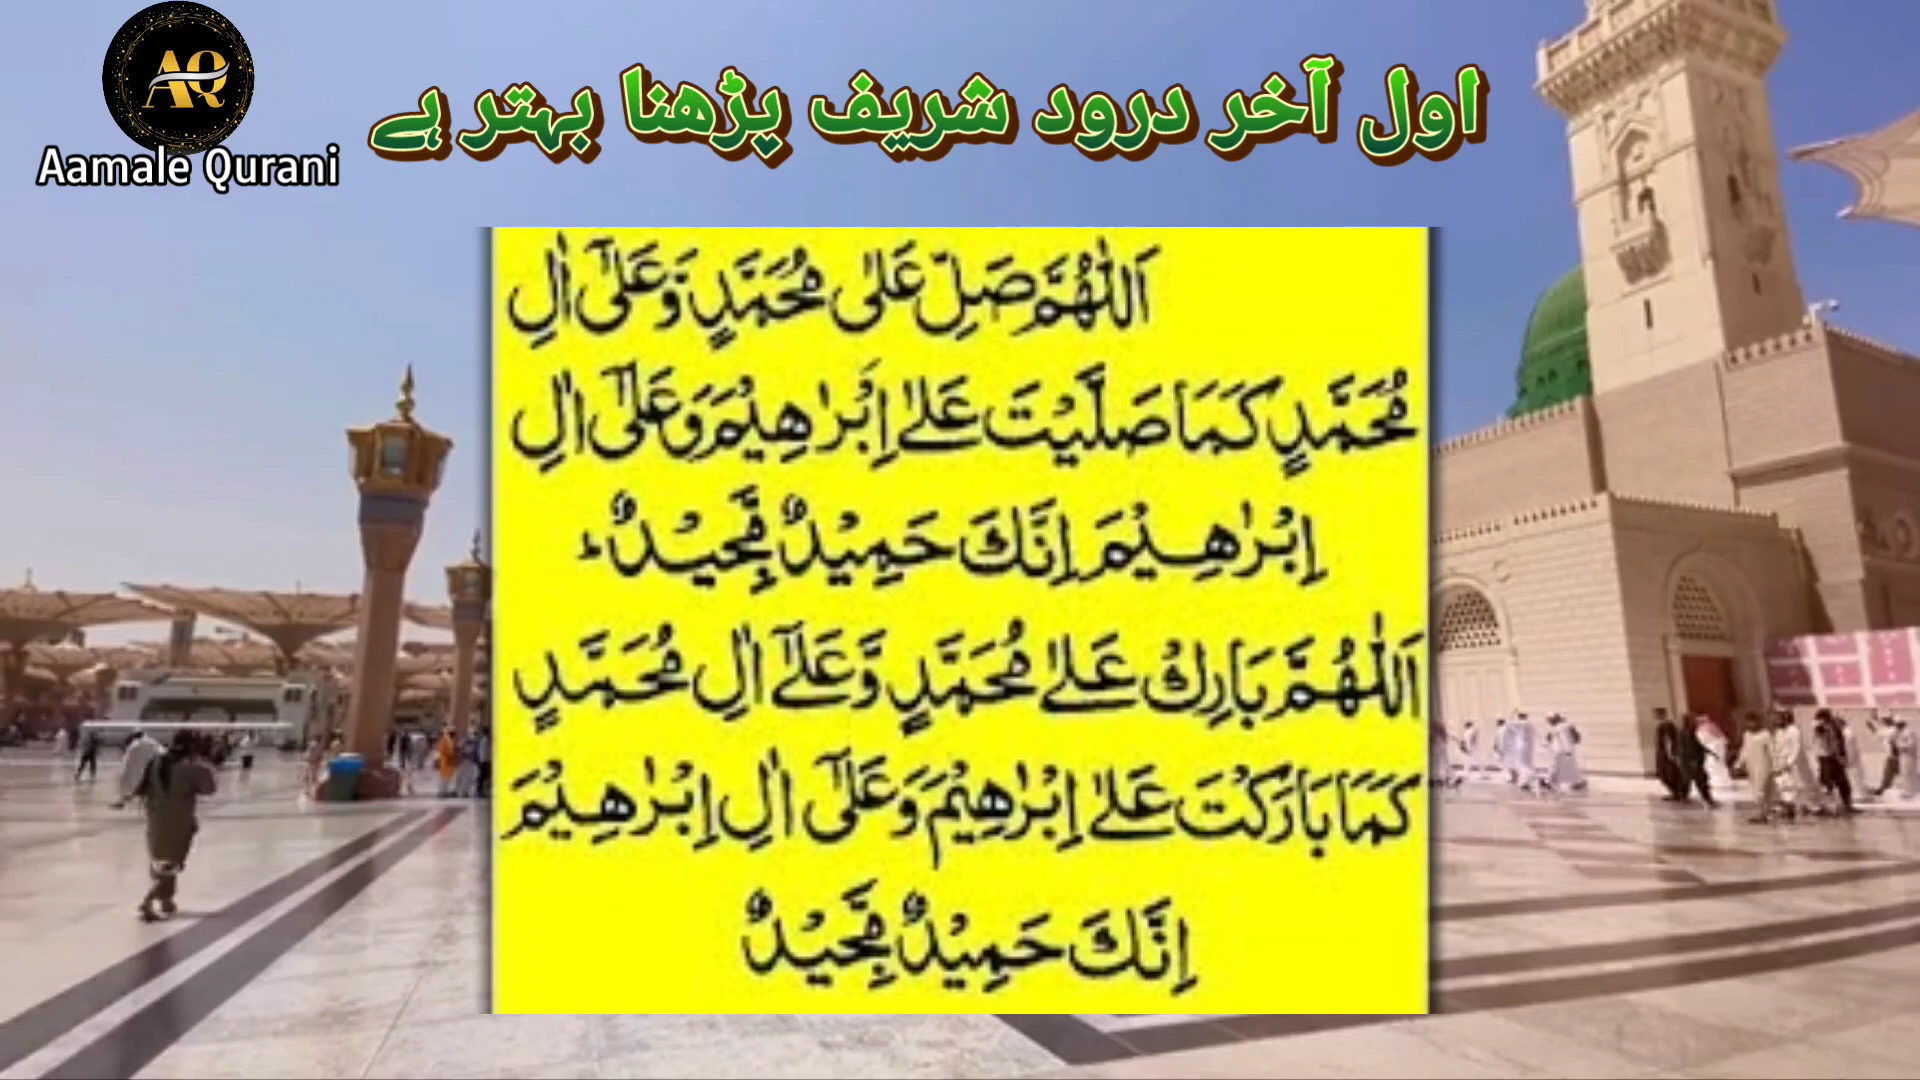 AQ
Aamale Qurani
اول آخر درود شریف پڑھنا بہتر ہے
اَللّٰهُمَّ صَلِّ عَلٰى مُحَمَّدٍ وَّعَلٰٓى اٰلِ
مُحَمَّدٍ كَمَا صَلَّيْتَ عَلٰى اِبْرٰهِيْمَ وَعَلٰٓى اٰلِ
اِبْرٰهِيْمَ اِنَّكَ حَمِيْدٌ مَّجِيْدٌ ؕ
اَللّٰهُمَّ بَارِكْ عَلٰى مُحَمَّدٍ وَّعَلٰٓى اٰلِ مُحَمَّدٍ
كَمَا بَارَكْتَ عَلٰى اِبْرٰهِيْمَ وَعَلٰٓى اٰلِ اِبْرٰهِيْمَ
اِنَّكَ حَمِيْدٌ مَّجِيْدٌ